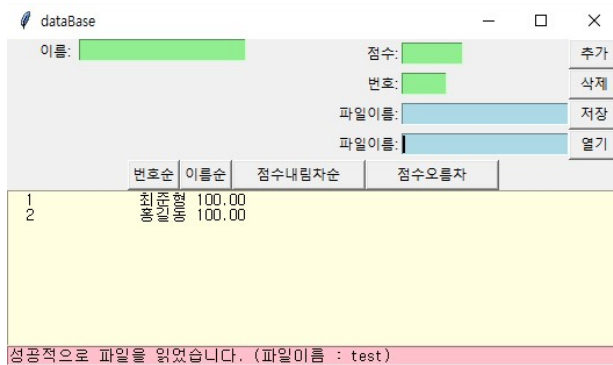 dataBase
이름: 점수: 추가
번호: 삭제
파일이름: 저장
파일이름: 열기
번호순 이름순 점수내림차순 점수오름차
1 최준형 100.00
2 홍길동 100.00
성공적으로 파일을 읽었습니다. (파일이름 : test)